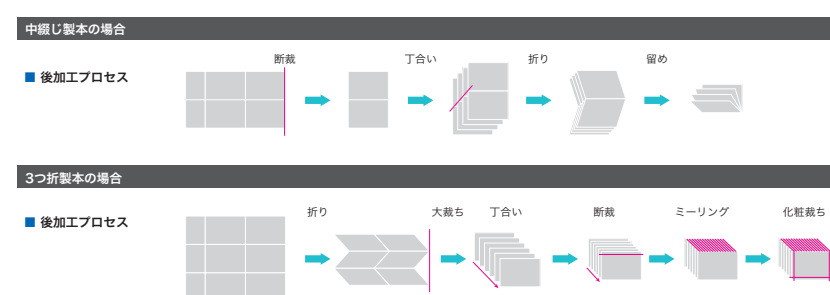 中綴じ製本の場合
■ 後加工プロセス
断裁
丁合い
折り
留め
3つ折製本の場合
■ 後加工プロセス
折り
大裁ち
丁合い
断裁
ミーリング
化粧裁ち